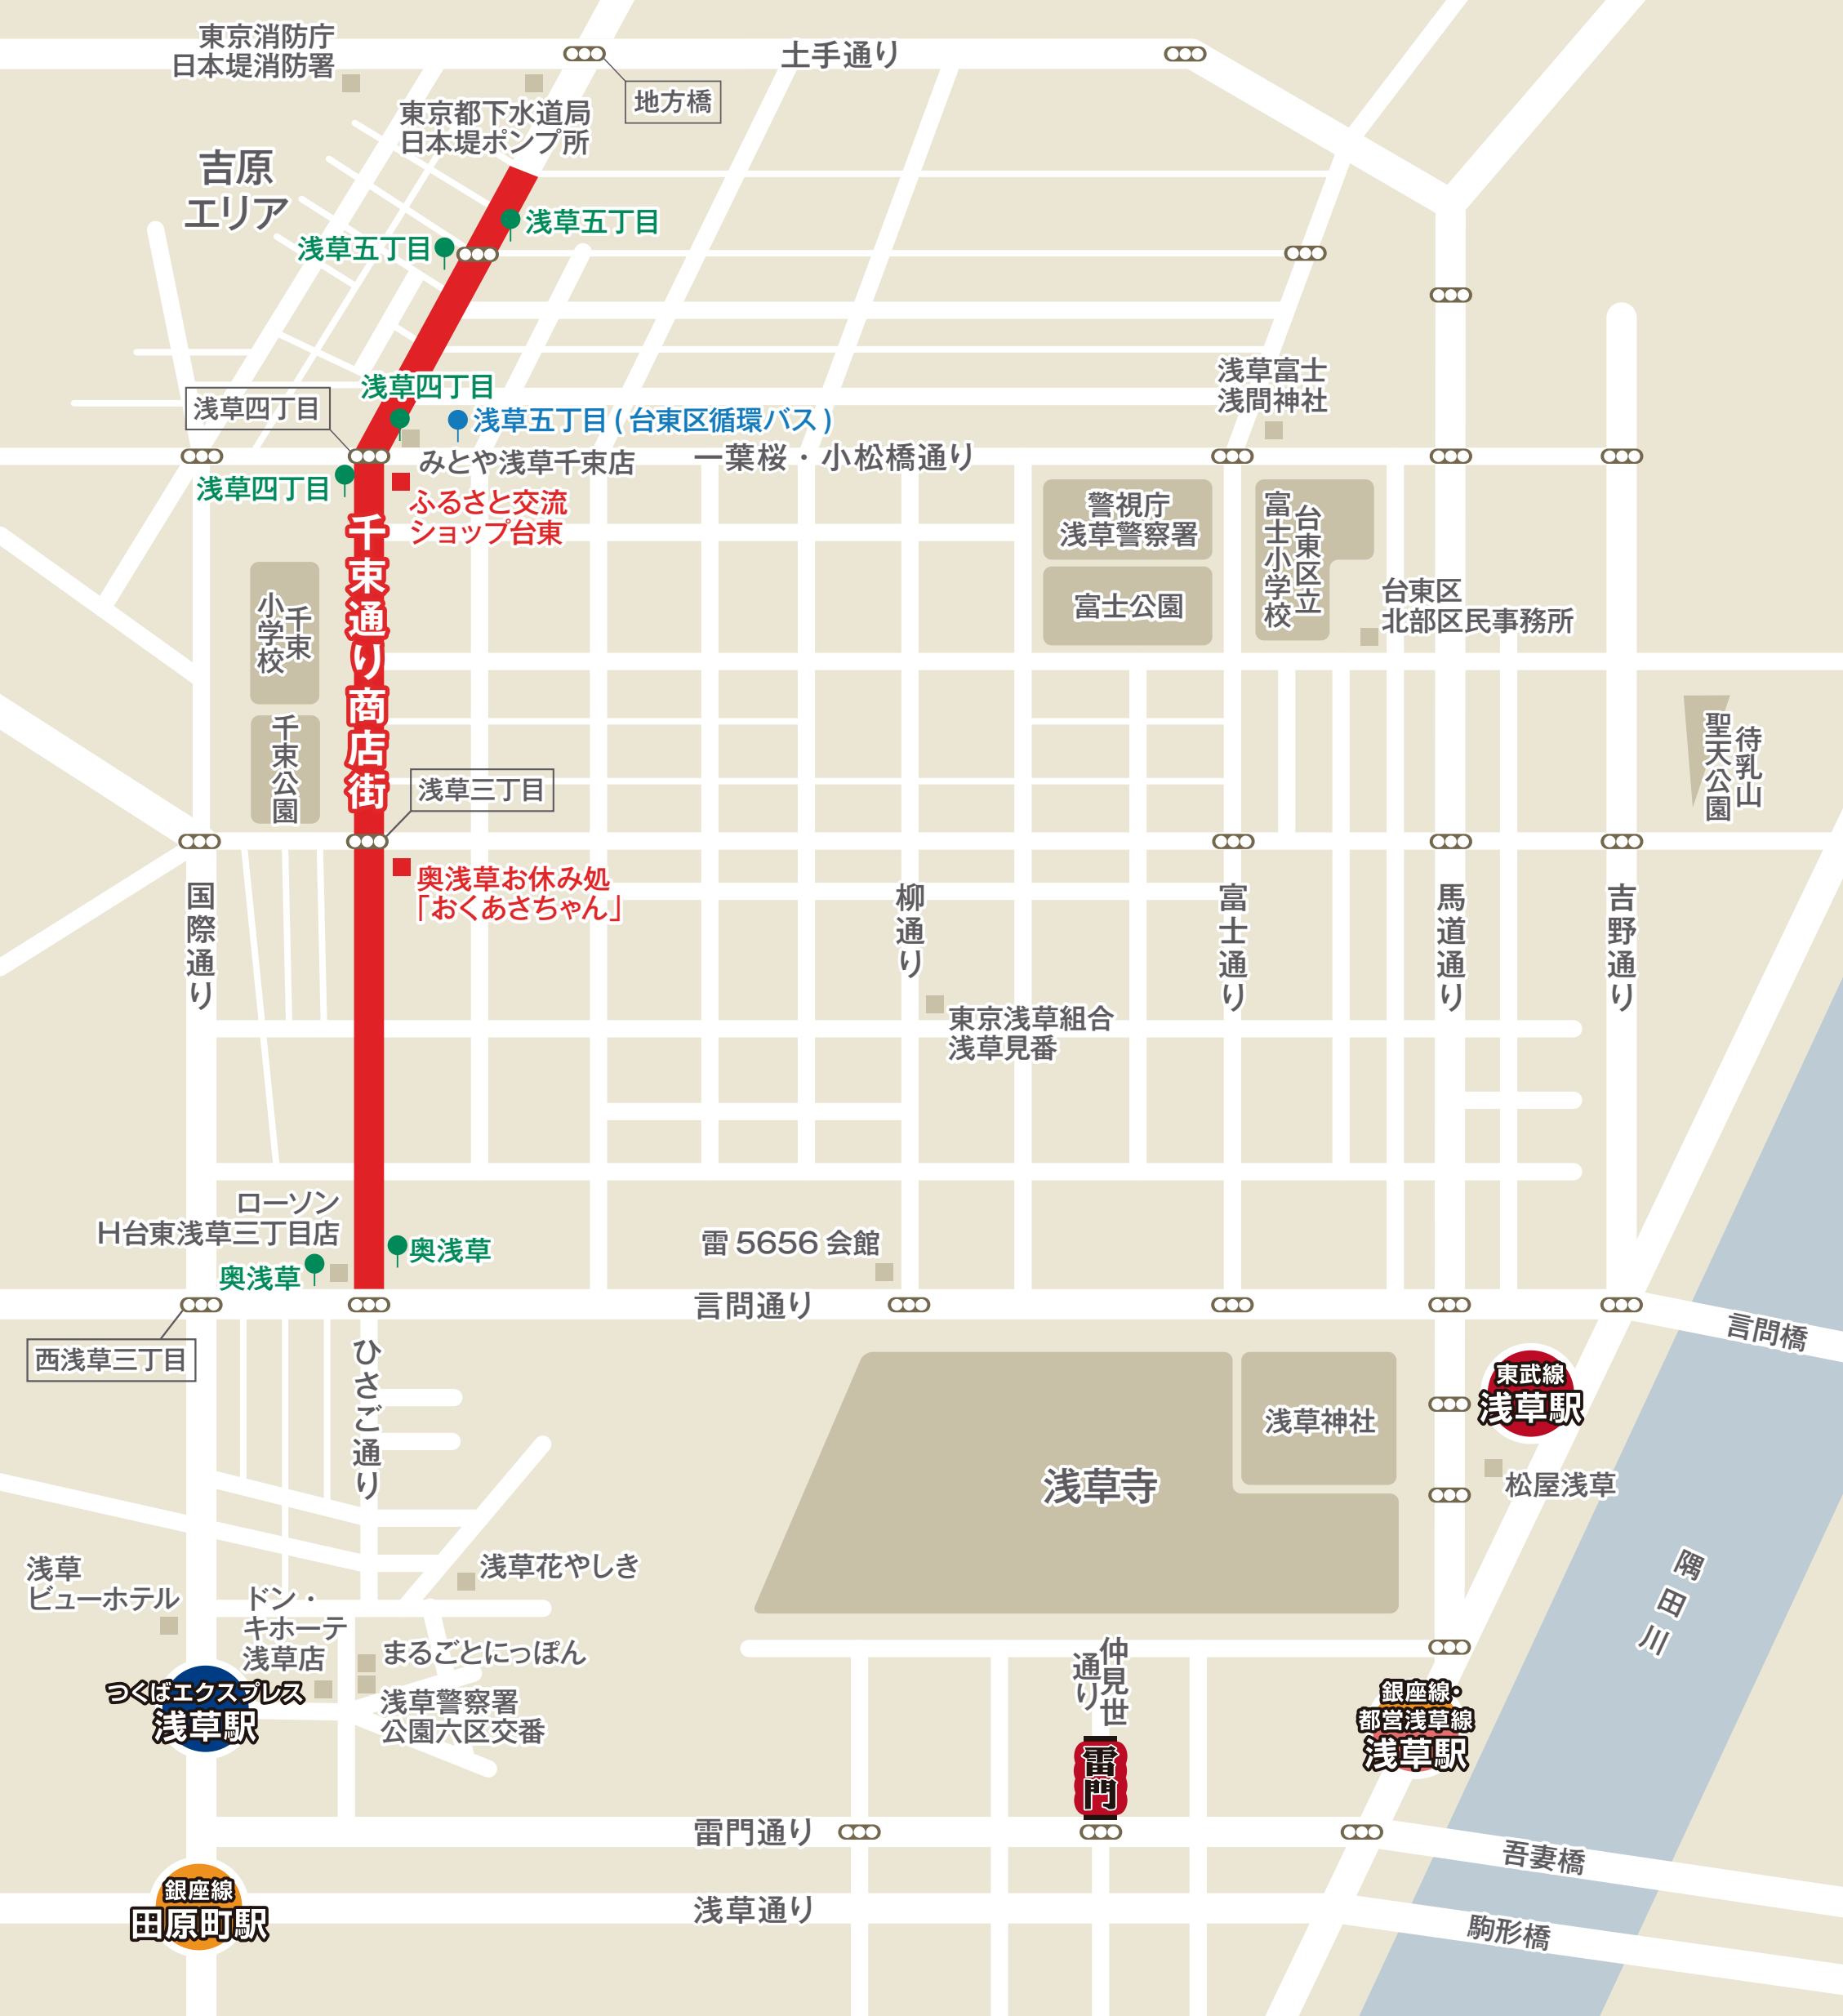 東京消防庁
日本堤消防署
土手通り
地方橋
東京都下水道局
日本堤ポンプ所
吉原
エリア
浅草五丁目
浅草五丁目
浅草四丁目
浅草四丁目
浅草五丁目(台東区循環バス)
浅草富士
浅間神社
みとや浅草千束店
一葉桜・小松橋通り
浅草四丁目
ふるさと交流
ショップ台東
千束通り商店街
警視庁
浅草警察署
富士公園
台東区立
富士小学校
台東区
北部区民事務所
千束
小学校
千束公園
待乳山
聖天公園
浅草三丁目
奥浅草お休み処
「おくあさちゃん」
国際通り
柳通り
富士通り
馬道通り
吉野通り
東京浅草組合
浅草見番
ローソン
H台東浅草三丁目店
奥浅草
奥浅草
雷5656会館
言問通り
西浅草三丁目
ひさご通り
言問橋
東武線
浅草駅
浅草神社
浅草寺
松屋浅草
浅草花やしき
浅草
ビューホテル
ドン・
キホーテ
浅草店
まるごとにっぽん
浅草警察署
公園六区交番
つくばエクスプレス
浅草駅
仲見世
通り
雷門
銀座線・
都営浅草線
浅草駅
隅田川
雷門通り
吾妻橋
銀座線
田原町駅
浅草通り
駒形橋